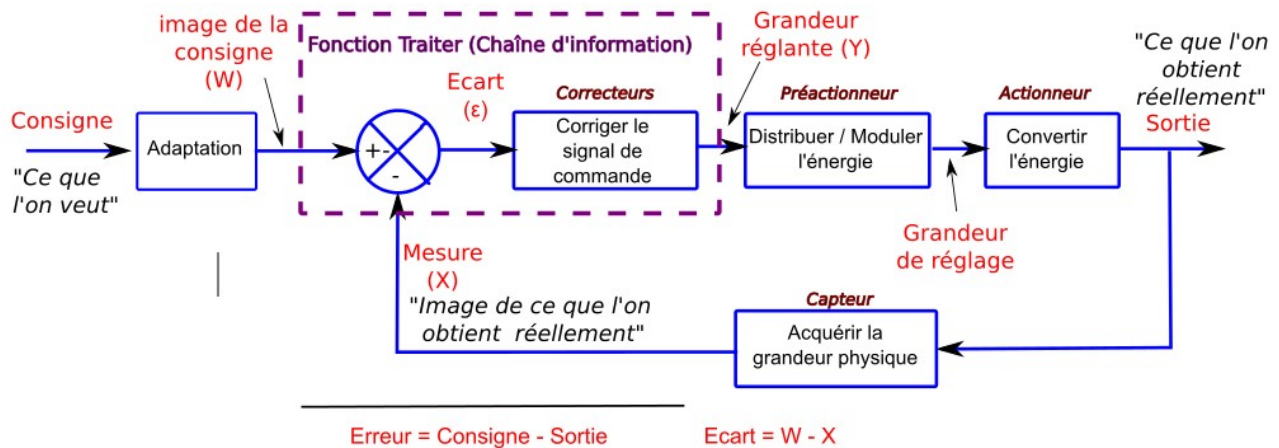 image de la
consigne
(W)
Fonction Traiter (Chaîne d'information)
Grandeur
réglante (Y)
"Ce que l'on
obtient
réellement"
Sortie
Consigne
"Ce que
l'on veut"
Adaptation
+-
-
Ecart
(ε)
Correcteurs
Corriger le
signal de
commande
Préactionneur
Distribuer / Moduler
l'énergie
Actionneur
Convertir
l'énergie
Grandeur
de réglage
Mesure
(X)
"Image de ce que l'on
obtient réellement"
Capteur
Acquérir la
grandeur physique
Erreur = Consigne - Sortie
Ecart = W - X